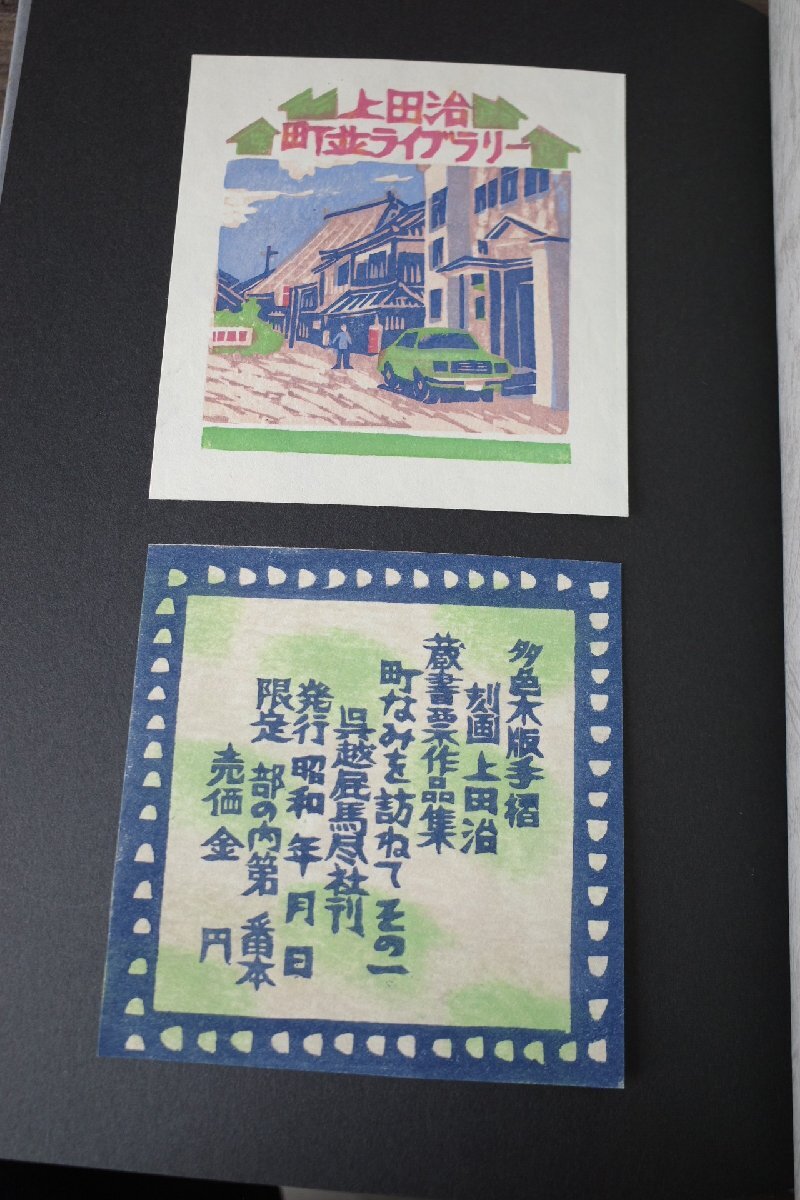 上田治
町並ライブラリー
多色木版手摺
刻画 上田治
蔵書票作品集
町なみを訪ねて その一
呉越屁馬尽社刊
発行 昭和 年 月 日
限定 部の内第 番本
売価 金 円